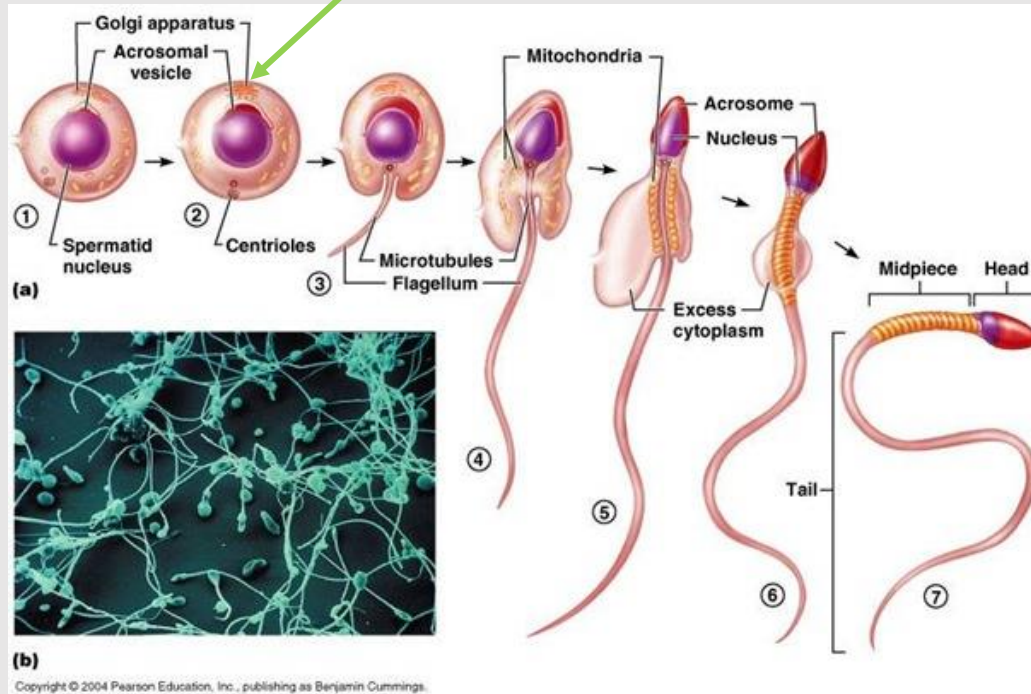 Golgi apparatus
Acrosomal
vesicle
Mitochondria
Acrosome
Nucleus
①
Spermatid
nucleus
②
Centrioles
③
Microtubules
Flagellum
(a)
Excess
cytoplasm
Midpiece
Head
④
⑤
⑥
Tail
⑦
(b)
Copyright © 2004 Pearson Education, Inc., publishing as Benjamin Cummings.